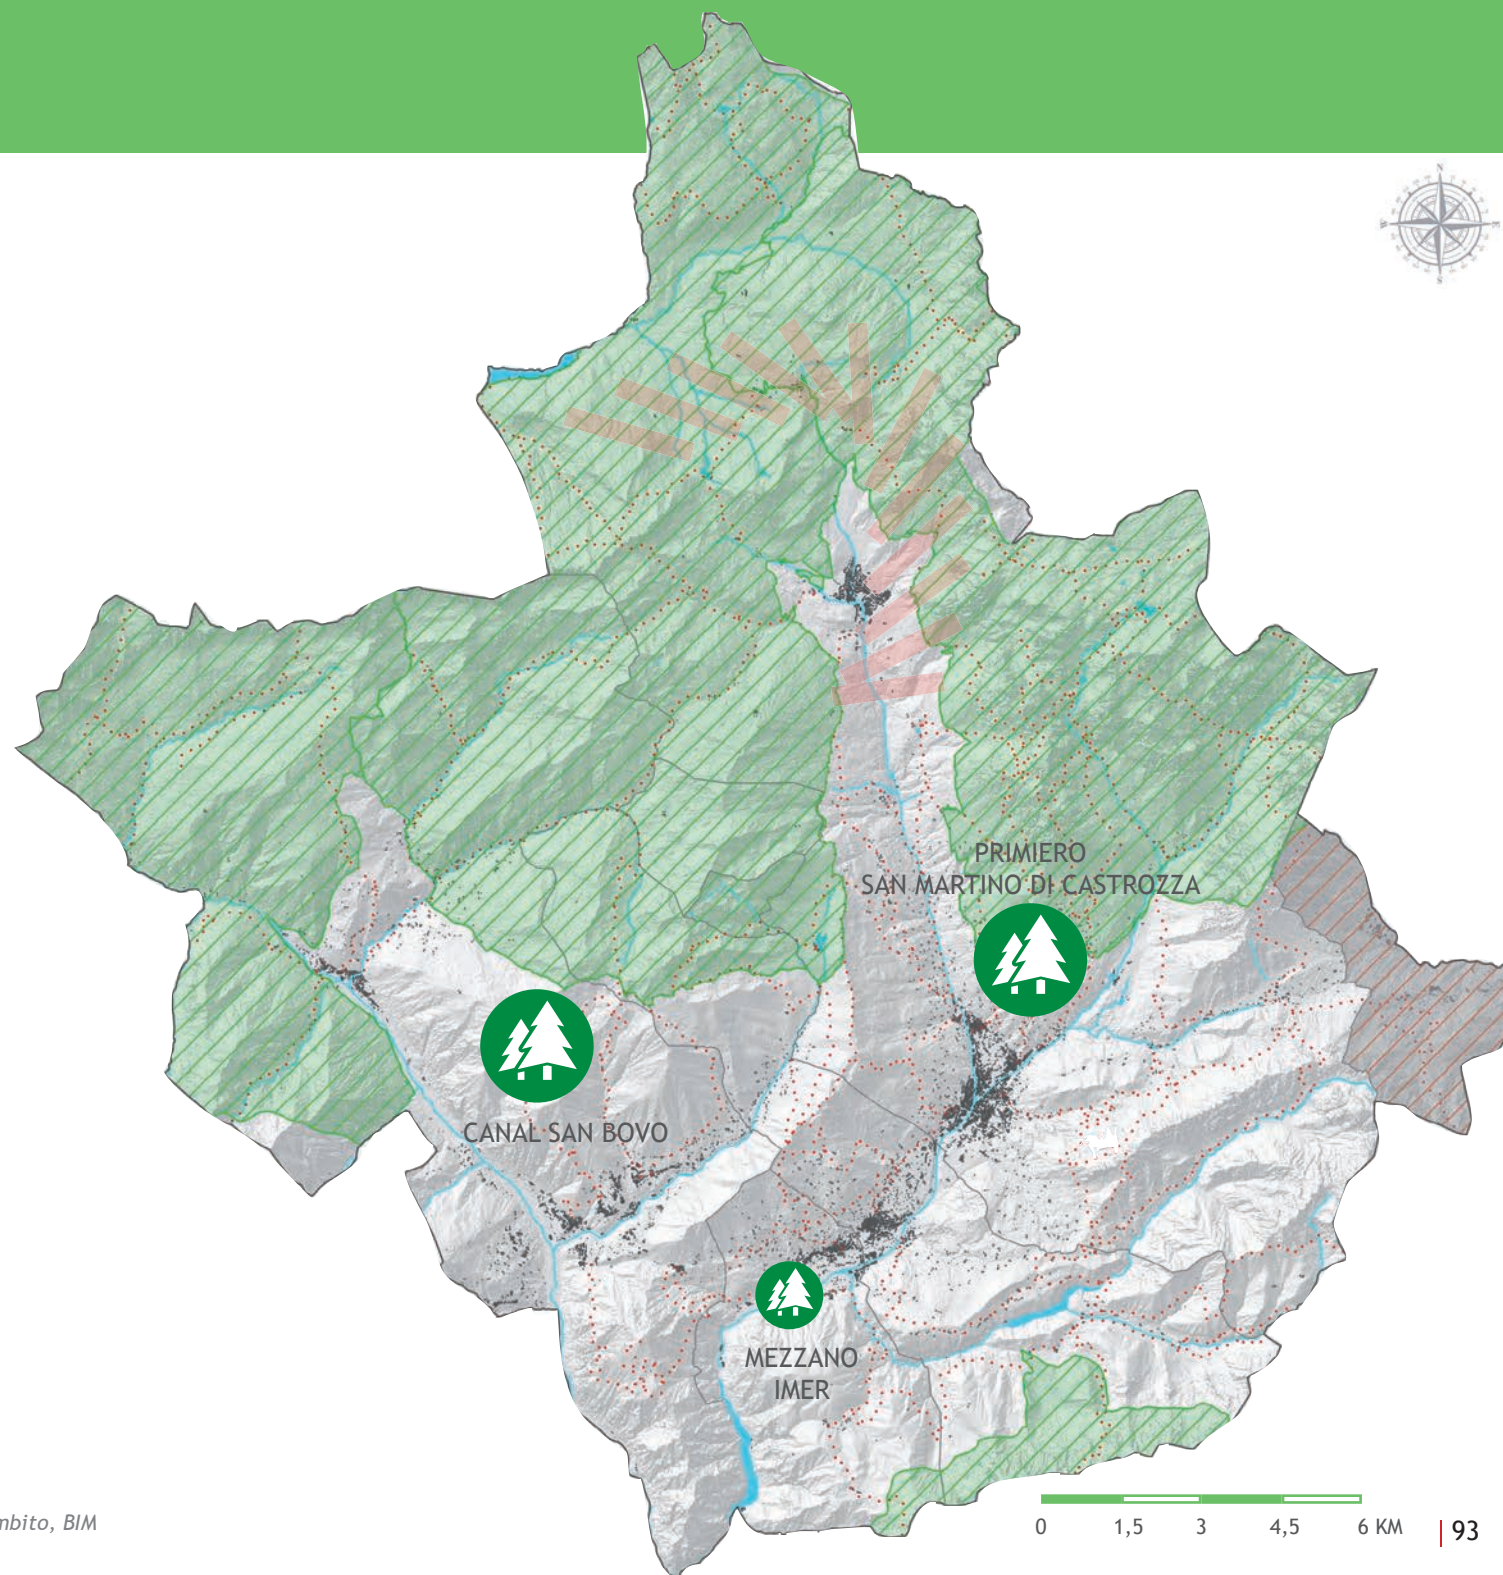 N
W
E
S
PRIMIERO
SAN MARTINO DI CASTROZZA
CANAL SAN BOVO
MEZZANO
IMER
0 1,5 3 4,5 6 KM
mbito, BIM
93